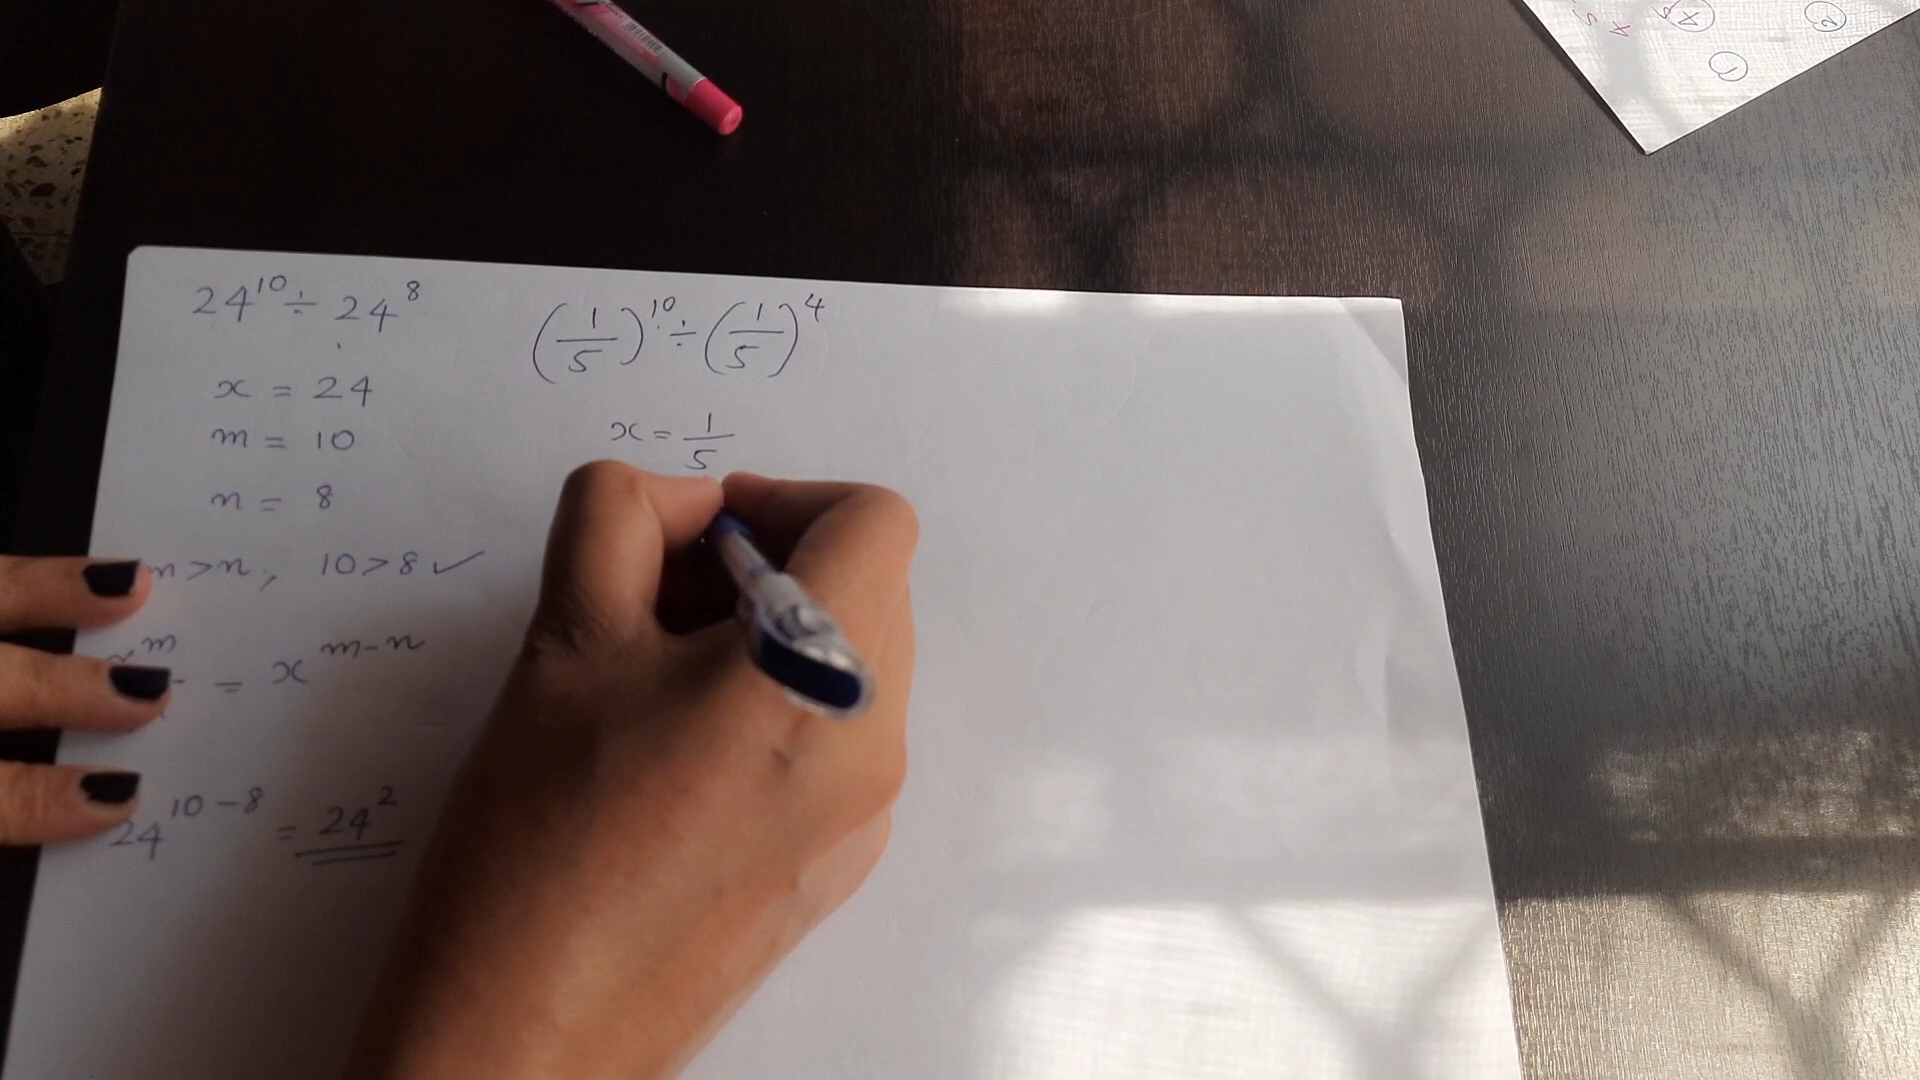 24^10 ÷ 24^8
x = 24
m = 10
n = 8
m > n, 10 > 8 ✓
= x^(m-n)
24^(10-8) = 24^2
(1/5)^10 ÷ (1/5)^4
x = 1/5